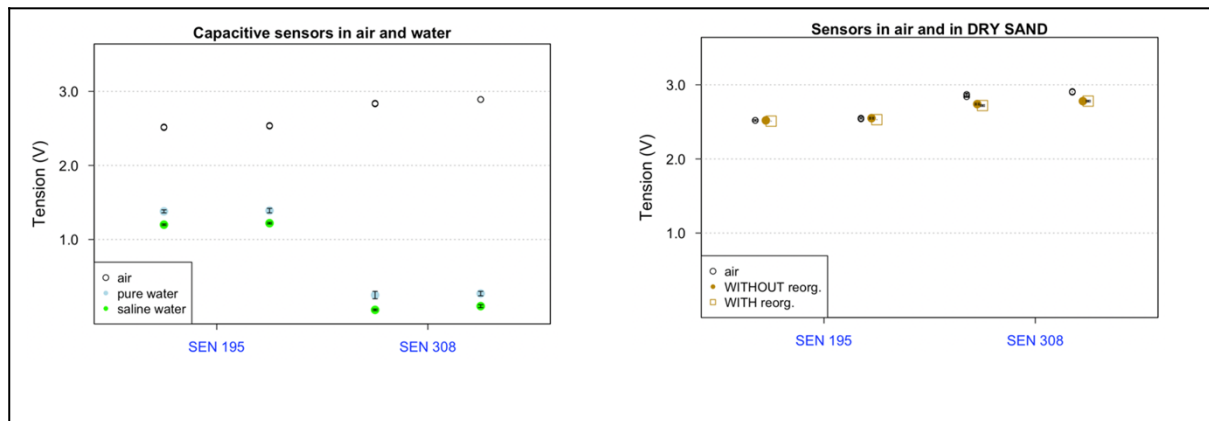 Capacitive sensors in air and water
Tension (V)
3.0
2.0
1.0
air
pure water
saline water
SEN 195
SEN 308
Sensors in air and in DRY SAND
Tension (V)
3.0
2.0
1.0
air
WITHOUT reorg.
WITH reorg.
SEN 195
SEN 308